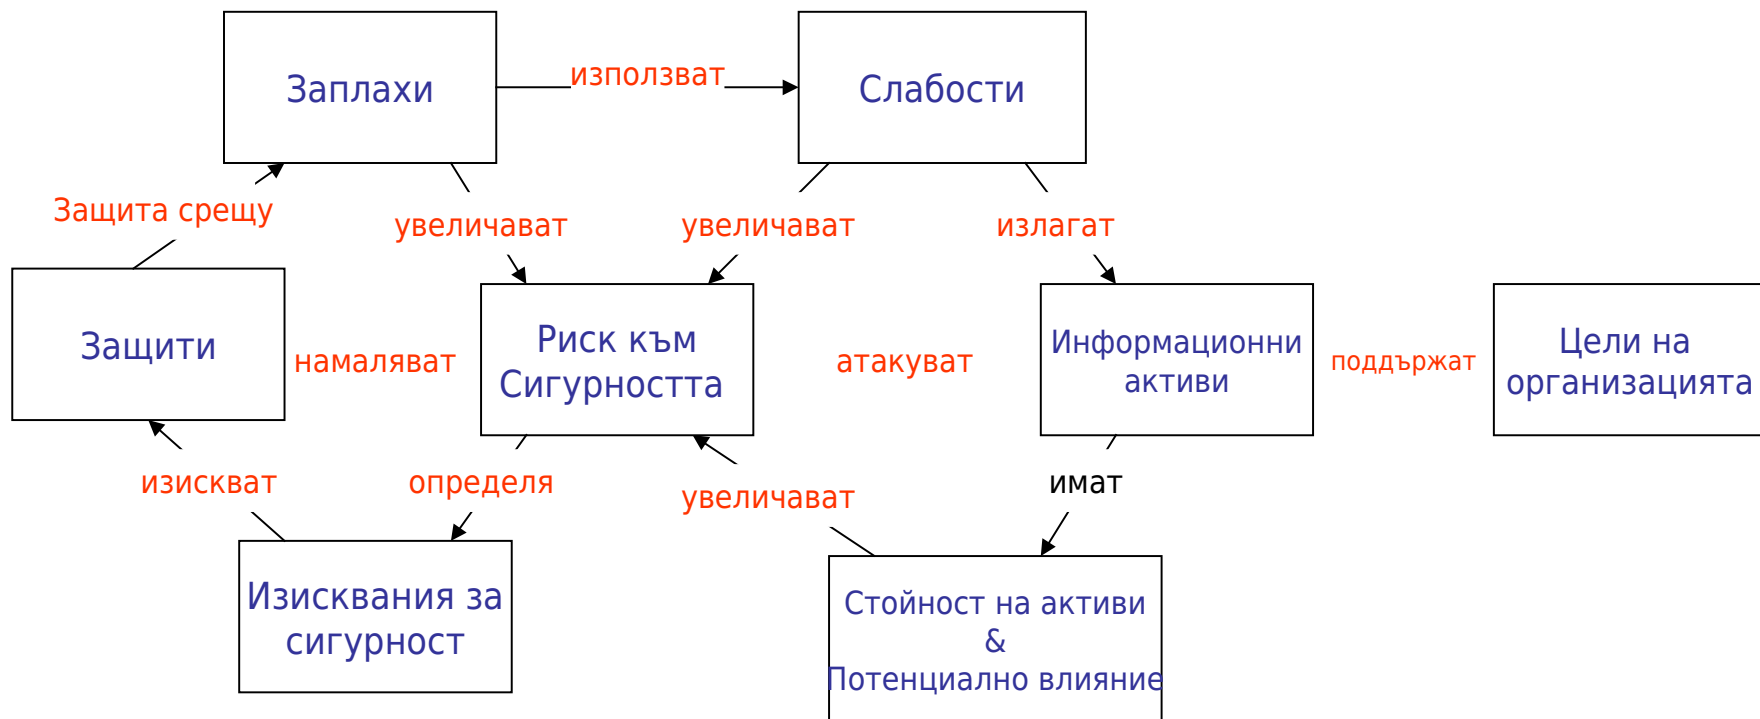 използват
Заплахи
Слабости
Защита срещу
увеличават
увеличават
излагат
Защити
намаляват
Риск към
Сигурността
атакуват
Информационни
активи
поддържат
Цели на
организацията
изискват
определя
увеличават
имат
Изисквания за
сигурност
Стойност на активи
&
Потенциално влияние